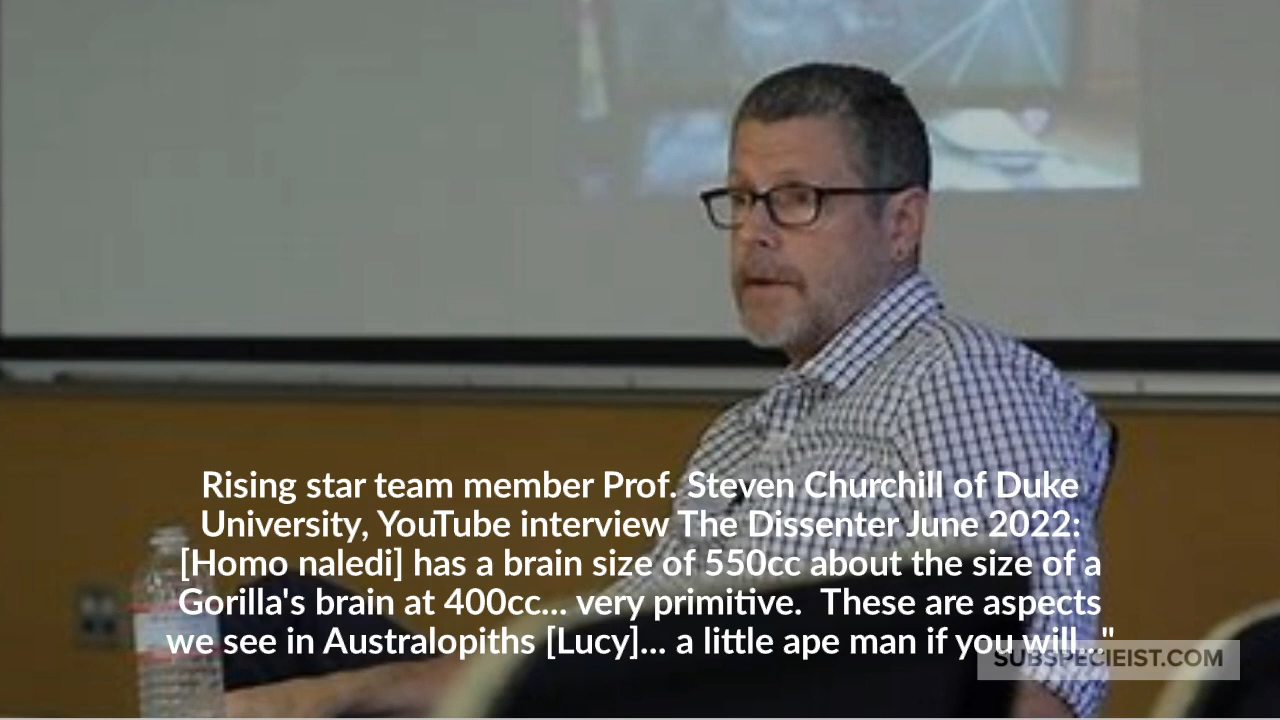 Rising star team member Prof. Steven Churchill of Duke
University, YouTube interview The Dissenter June 2022:
[Homo naledi] has a brain size of 550cc about the size of a
Gorilla's brain at 400cc... very primitive.  These are aspects
we see in Australopiths [Lucy]... a little ape man if you will..."
SUBSPECIEIST.COM